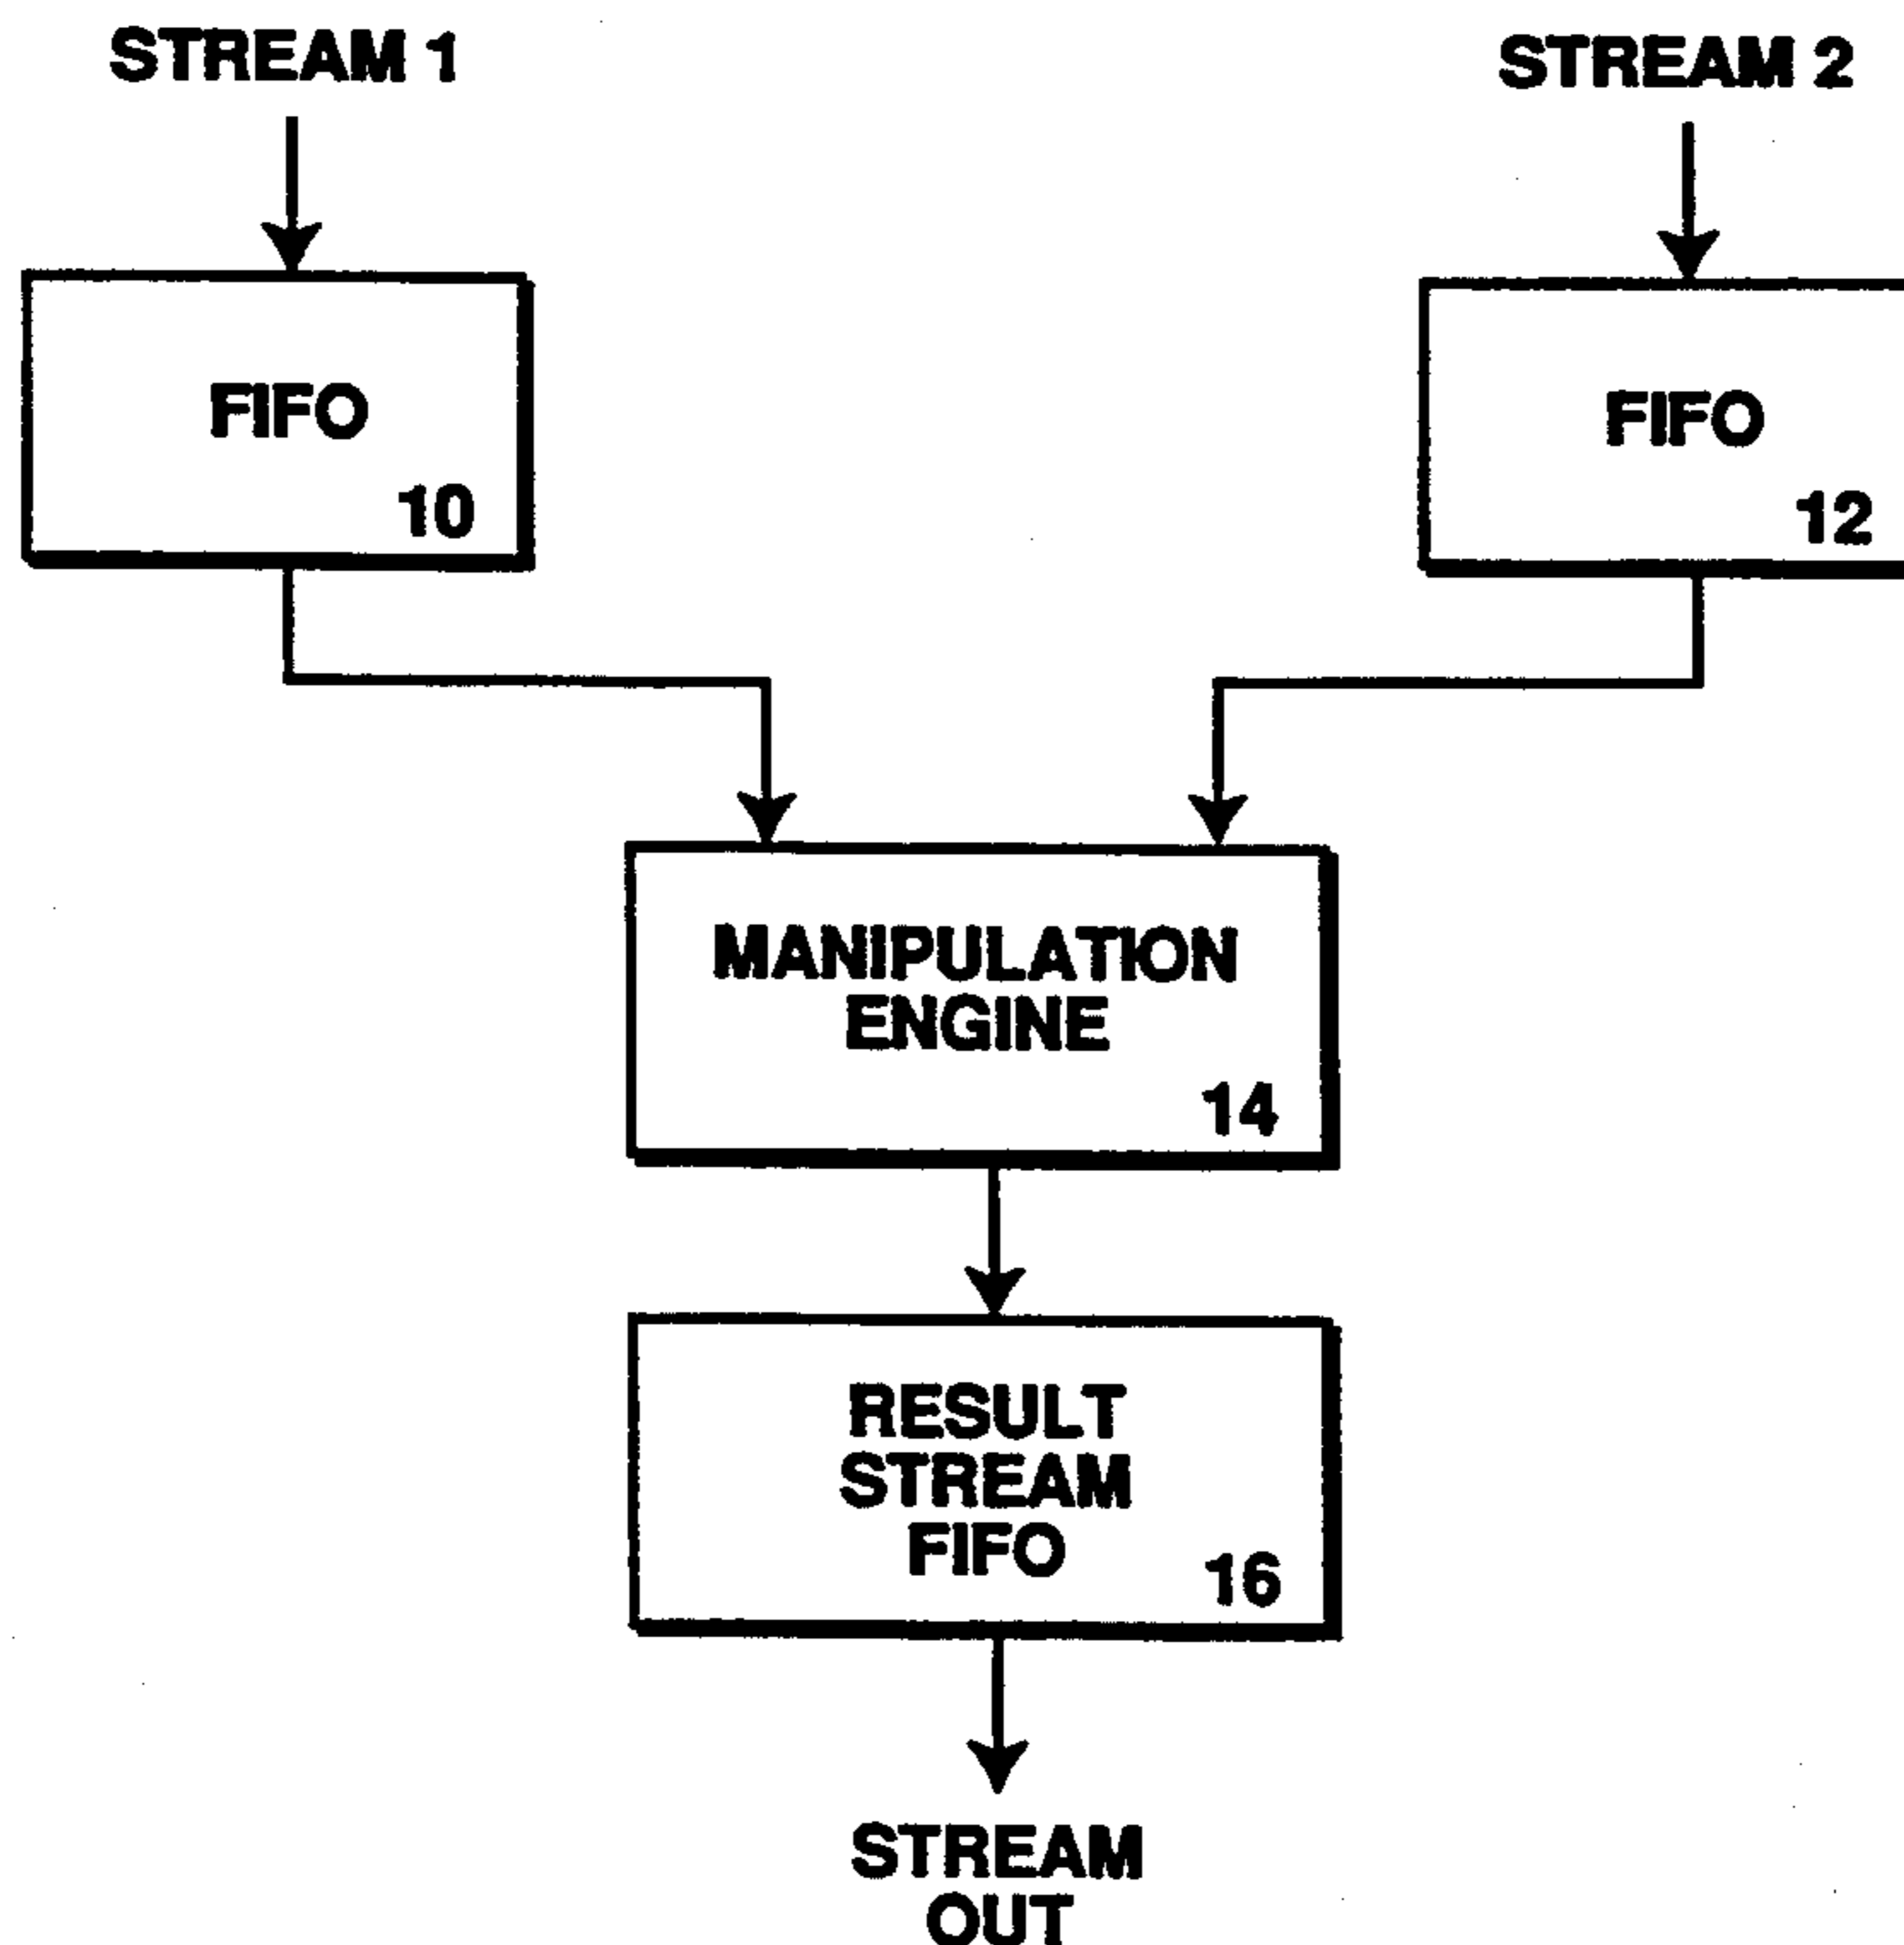 STREAM 1
STREAM 2
FIFO
10
FIFO
12
MANIPULATION
ENGINE
14
RESULT
STREAM
FIFO
16
STREAM
OUT